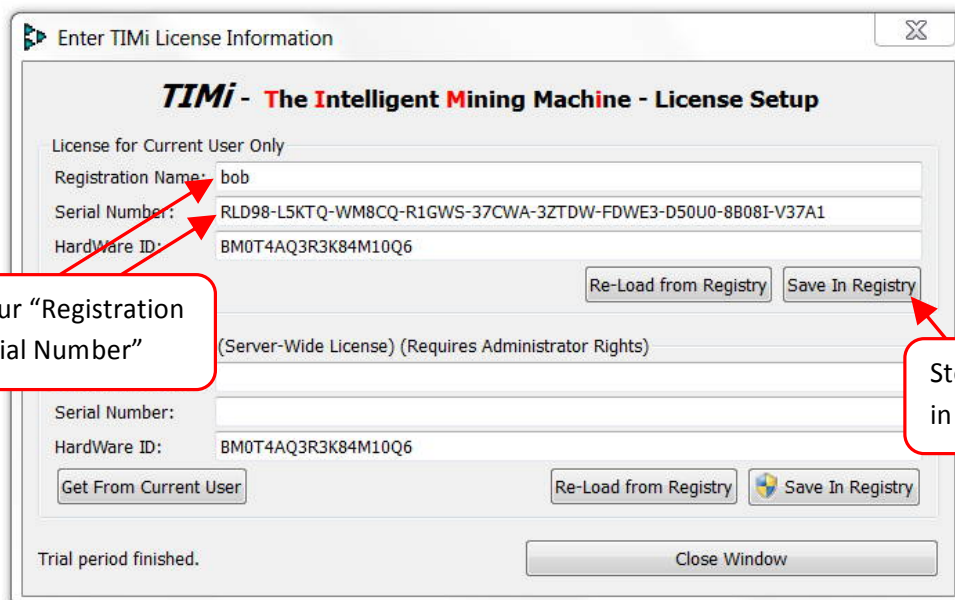 Enter TIMi License Information
TIMi - The Intelligent Mining Machine - License Setup
License for Current User Only
Registration Name: bob
Serial Number: RLD98-L5KTQ-WM8CQ-R1GWS-37CWA-3ZTDW-FDWE3-D50U0-8B08I-V37A1
HardWare ID: BM0T4AQ3R3K84M10Q6
Re-Load from Registry Save In Registry
“Registration
Number”
(Server-Wide License) (Requires Administrator Rights)
in
Serial Number:
HardWare ID: BM0T4AQ3R3K84M10Q6
Get From Current User Re-Load from Registry Save In Registry
Trial period finished. Close Window